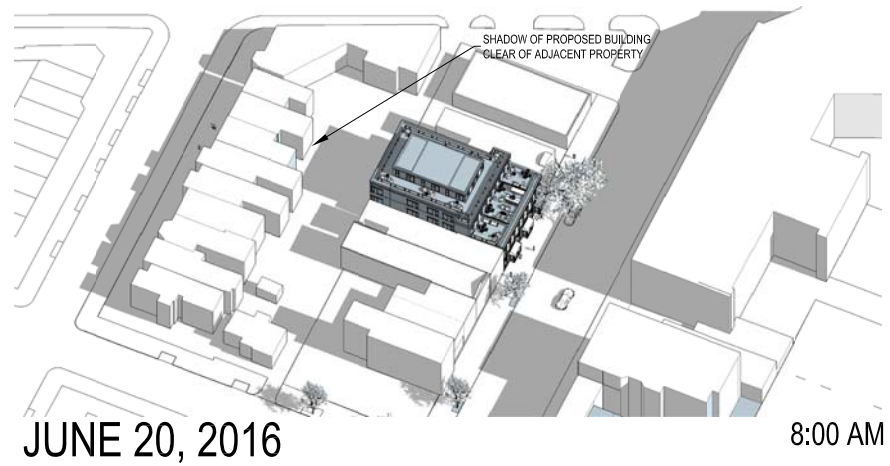 SHADOW OF PROPOSED BUILDING
CLEAR OF ADJACENT PROPERTY
JUNE 20, 2016
8:00 AM